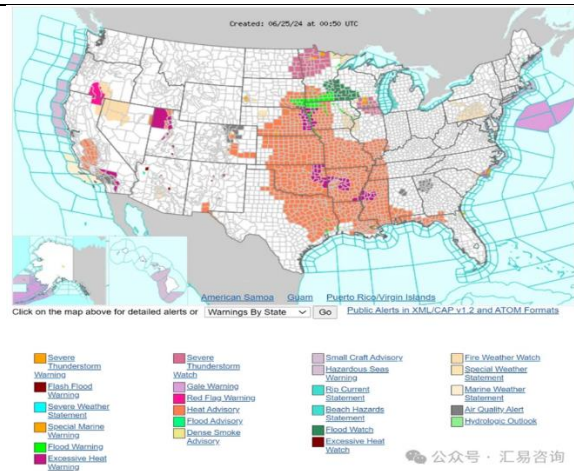 Created: 06/25/24 at 00:50 UTC
American Samoa Guam Puerto Rico/Virgin Islands
Click on the map above for detailed alerts or Warnings By State Go Public Alerts in XML/CAP v1.2 and ATOM Formats
Severe Thunderstorm Warning
Flash Flood Warning
Severe Weather Statement
Special Marine Warning
Flood Warning
Excessive Heat Warning
Severe Thunderstorm Watch
Gale Warning
Red Flag Warning
Heat Advisory
Flood Advisory
Dense Smoke Advisory
Small Craft Advisory
Hazardous Seas Warning
Rip Current Statement
Beach Hazards Statement
Flood Watch
Excessive Heat Watch
Fire Weather Watch
Special Weather Statement
Marine Weather Statement
Air Quality Alert
Hydrologic Outlook
公众号 · 汇易咨询